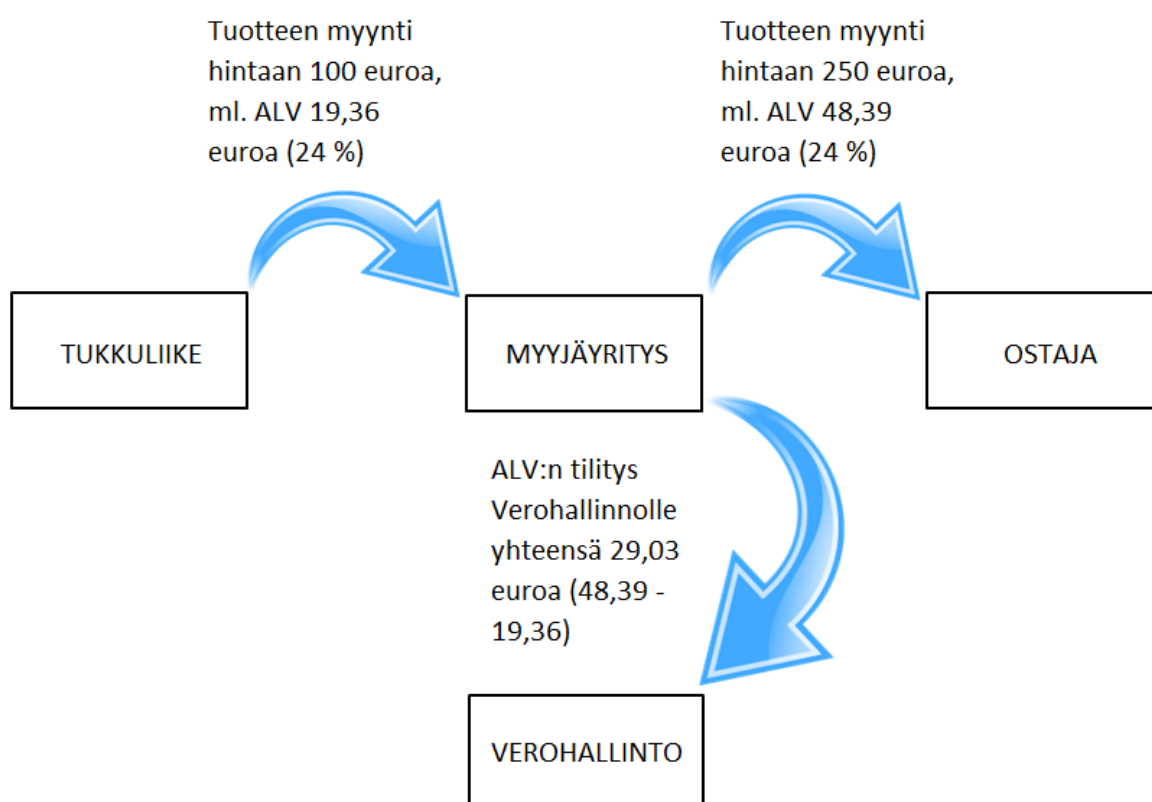 Tuotteen myynti
hintaan 100 euroa,
ml. ALV 19,36
euroa (24 %)
Tuotteen myynti
hintaan 250 euroa,
ml. ALV 48,39
euroa (24 %)
TUKKULIIKE
MYYJÄYRITYS
OSTAJA
ALV:n tilitys
Verohallinnolle
yhteensä 29,03
euroa (48,39 -
19,36)
VEROHALLINTO